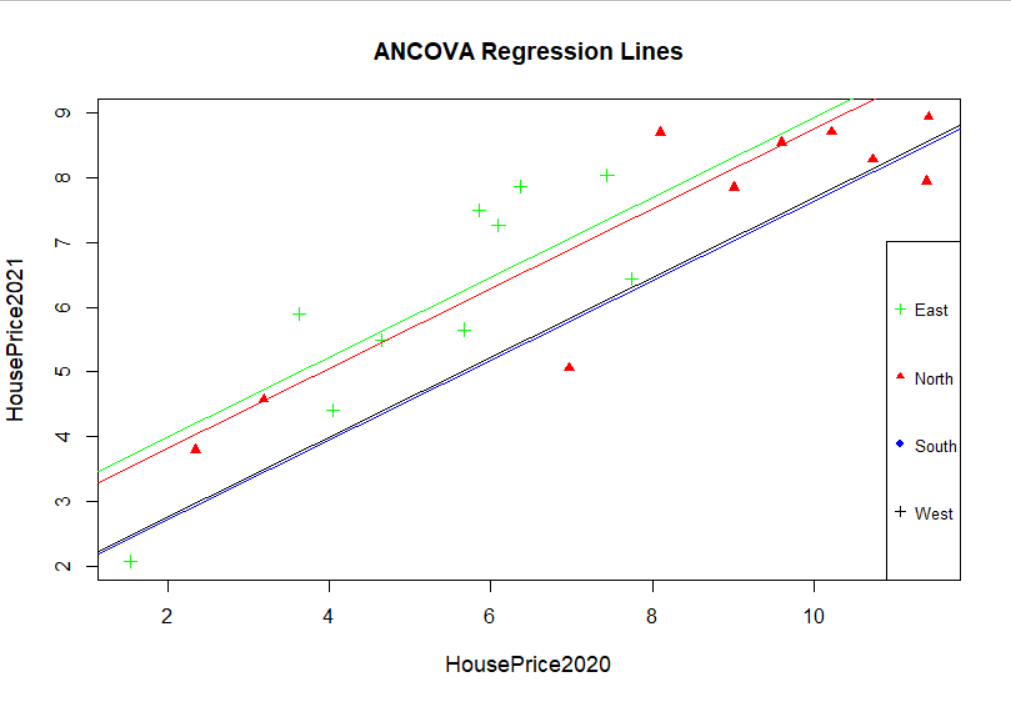 ANCOVA Regression Lines
9
8
7
6
5
4
3
2
HousePrice2021
East
North
South
West
2 4 6 8 10
HousePrice2020